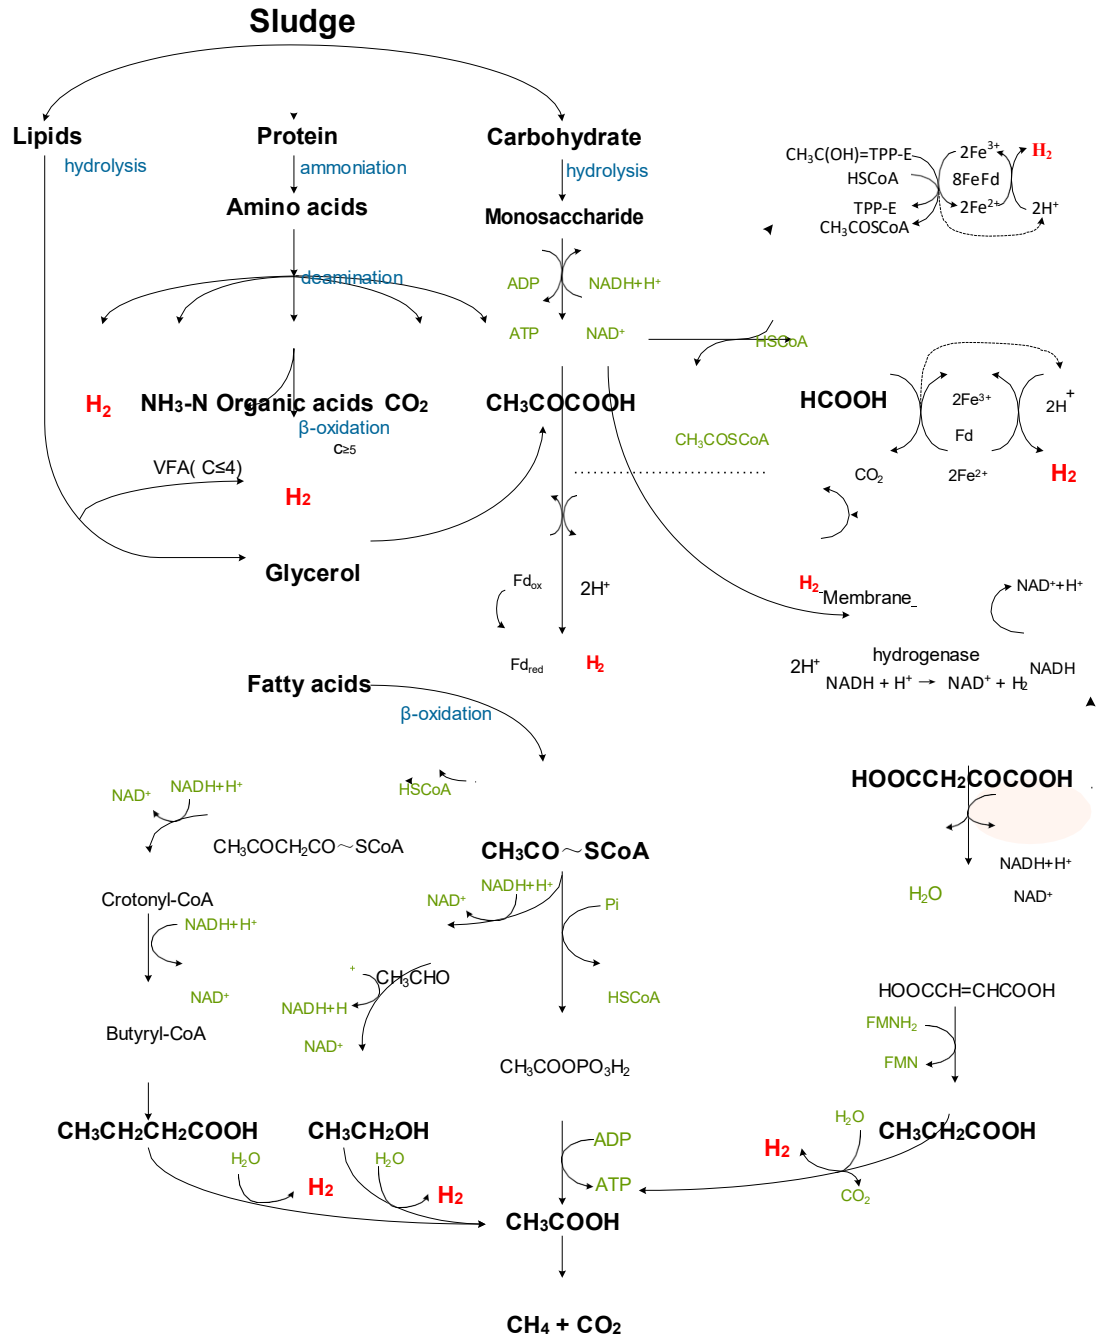 Sludge
Lipids
Protein
Carbohydrate
hydrolysis
ammoniation
hydrolysis
Amino acids
Monosaccharide
CH₃C(OH)=TPP-E
2Fe³⁺
H₂
HSCoA
8FeFd
TPP-E
2Fe²⁺
2H⁺
CH₃COSCoA
deamination
ADP
NADH+H⁺
ATP
NAD⁺
HSCoA
H₂
NH₃-N Organic acids CO₂
CH₃COCOOH
HCOOH
2Fe³⁺
2H⁺
β-oxidation
C≥5
CH₃COSCoA
Fd
VFA( C≤4)
CO₂
2Fe²⁺
H₂
H₂
Glycerol
Fd_ox
2H⁺
H₂
Membrane
NAD⁺+H⁺
Fd_red
H₂
2H⁺
hydrogenase
NADH
NADH + H⁺ → NAD⁺ + H₂
Fatty acids
β-oxidation
NAD⁺
NADH+H⁺
HSCoA
HOOCCH₂COCOOH
CH₃COCH₂CO～SCoA
CH₃CO～SCoA
NADH+H⁺
NAD⁺
H₂O
Crotonyl-CoA
NAD⁺
NADH+H⁺
Pi
NADH+H⁺
+
CH₃CHO
NAD⁺
NADH+H
HSCoA
HOOCCH=CHCOOH
Butyryl-CoA
NAD⁺
FMNH₂
FMN
CH₃COOPO₃H₂
CH₃CH₂CH₂COOH
CH₃CH₂OH
ADP
H₂O
CH₃CH₂COOH
H₂O
H₂
H₂O
H₂
H₂
ATP
CO₂
CH₃COOH
CH₄ + CO₂